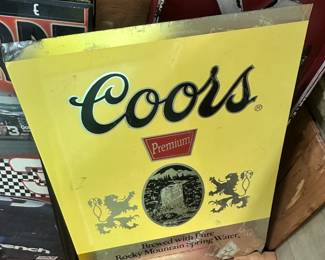 Coors®
Premium
Brewed with Pure
Rocky Mountain Spring Water.